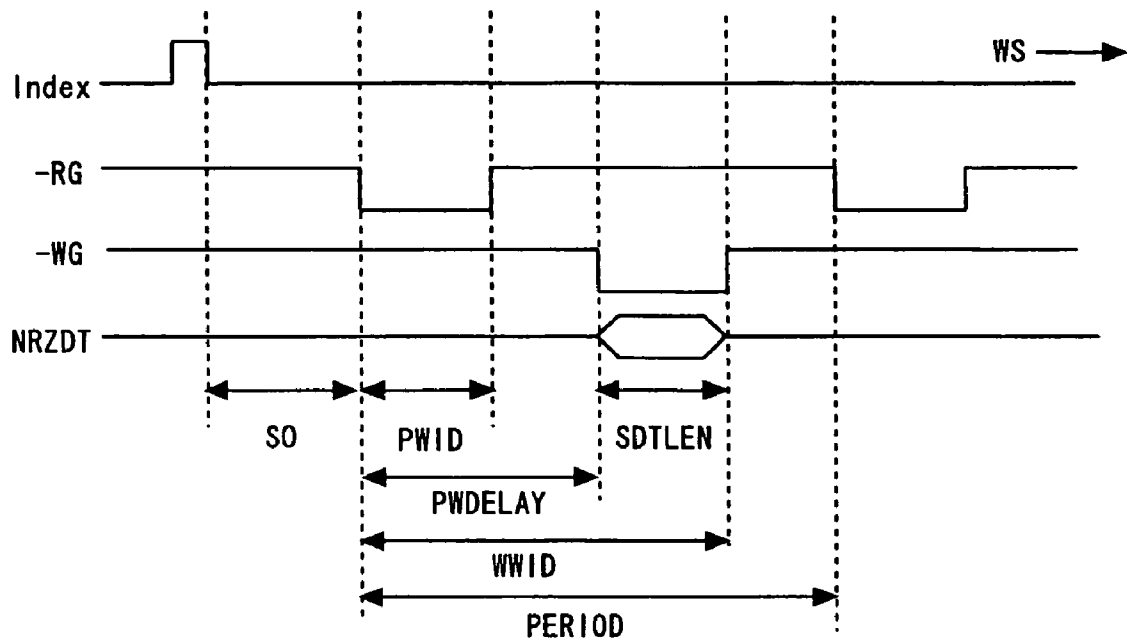 WS
Index
-RG
-WG
NRZDT
SO
PWID
SDTLEN
PWDELAY
WWID
PERIOD